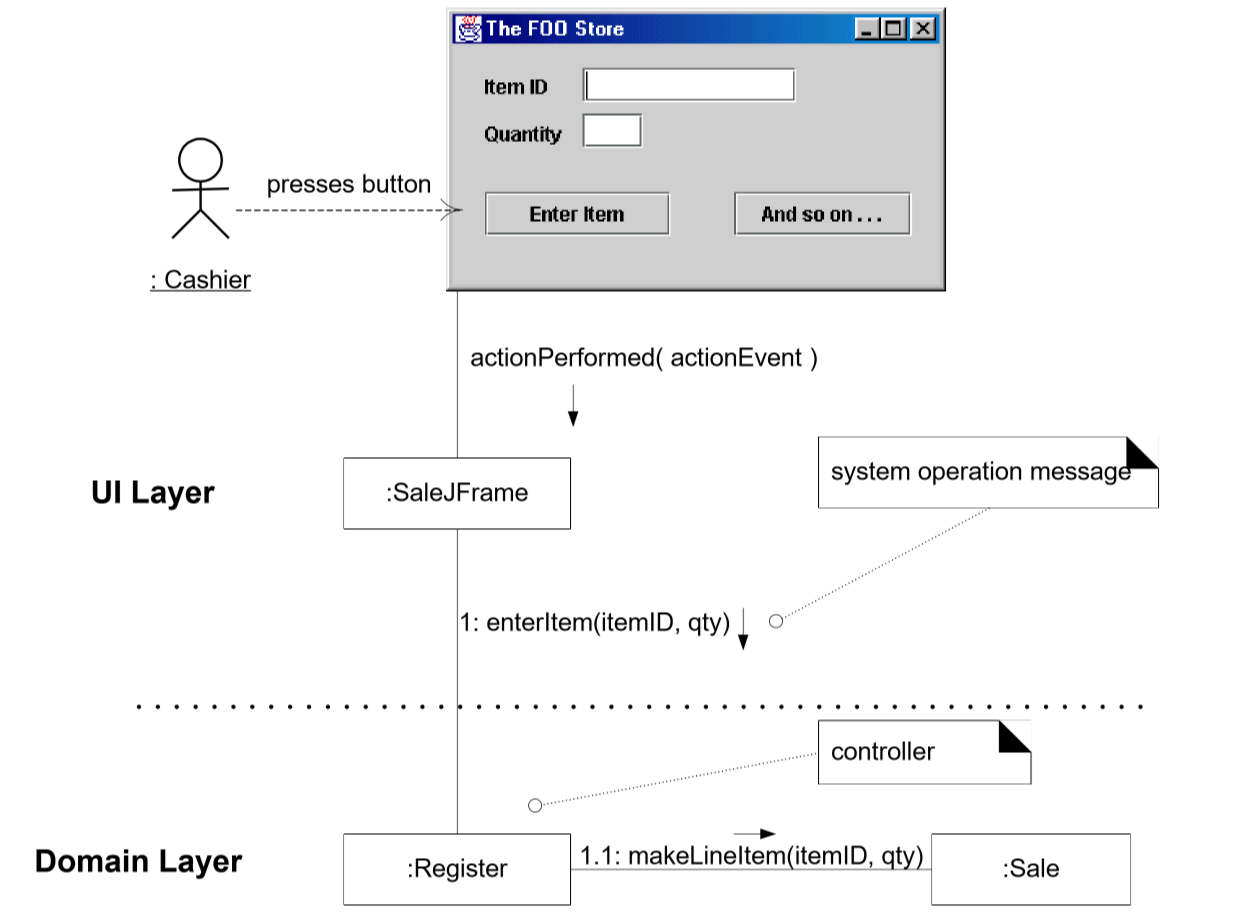 The FOO Store
Item ID
Quantity
presses button
Enter Item
And so on . . .
: Cashier
actionPerformed( actionEvent )
system operation message
UI Layer
:SaleJFrame
1: enterItem(itemID, qty)
controller
Domain Layer
:Register
1.1: makeLineItem(itemID, qty)
:Sale